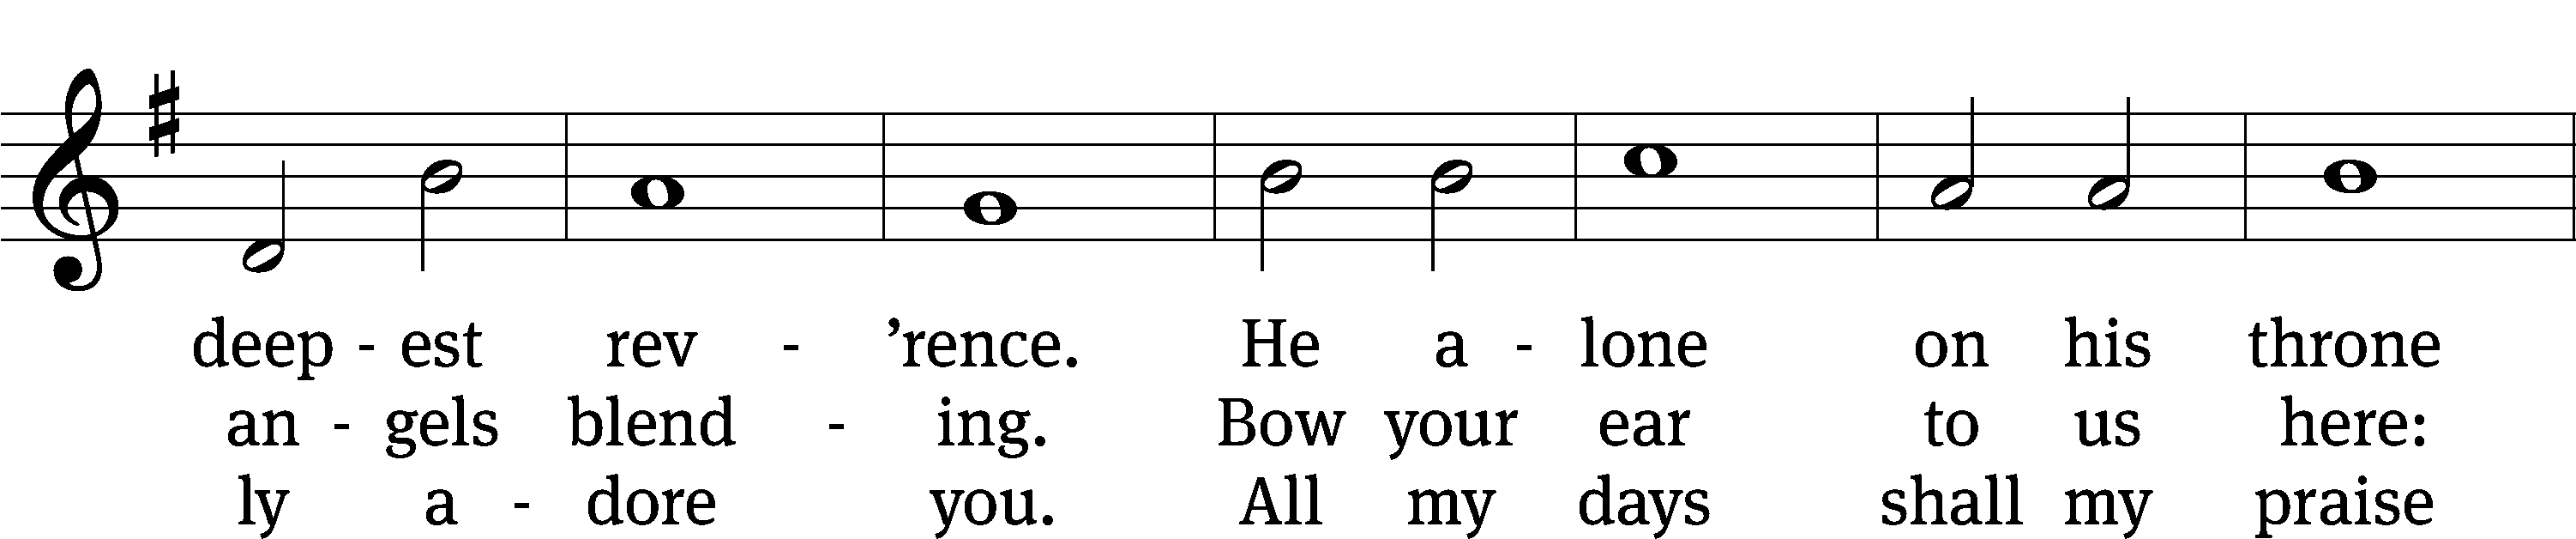 deep - est rev - ’rence. He a - lone on his throne
an - gels blend - ing. Bow your ear to us here:
ly a - dore you. All my days shall my praise